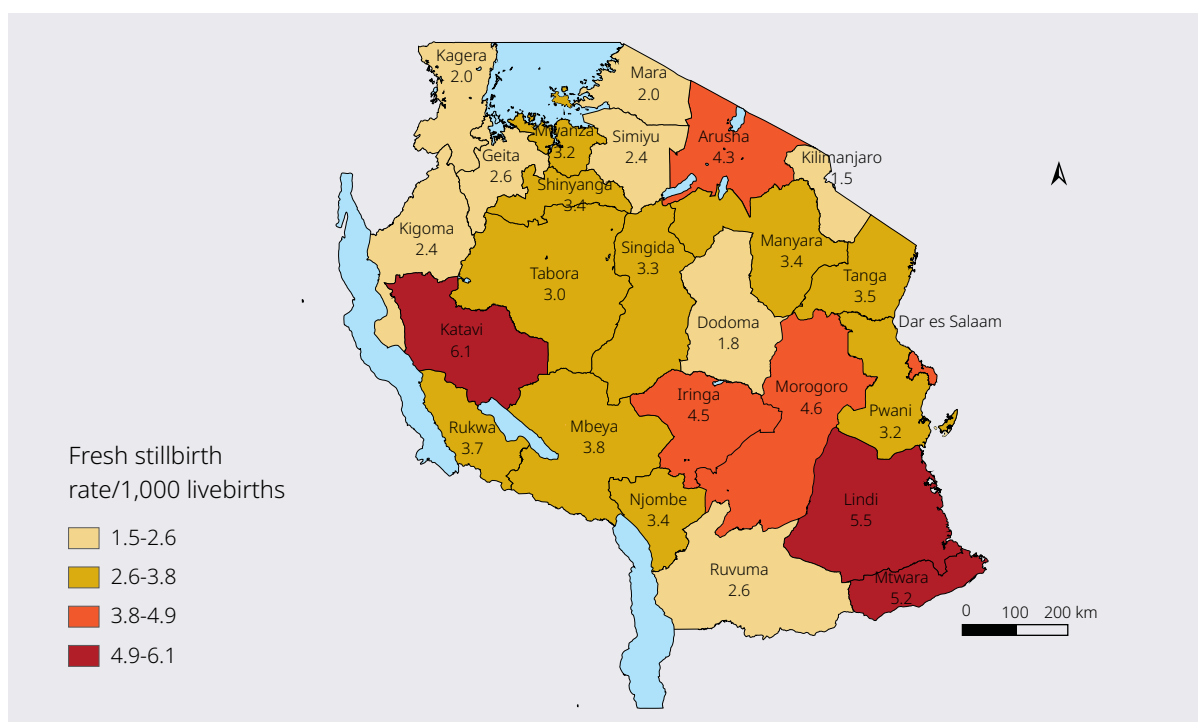 Kagera
2.0
Mara
2.0
Mwanza
3.2
Simiyu
2.4
Arusha
4.3
Kilimanjaro
1.5
Geita
2.6
Shinyanga
3.4
Kigoma
2.4
Tabora
3.0
Singida
3.3
Manyara
3.4
Tanga
3.5
Dodoma
1.8
Dar es Salaam
Katavi
6.1
Iringa
4.5
Morogoro
4.6
Pwani
3.2
Rukwa
3.7
Mbeya
3.8
Njombe
3.4
Lindi
5.5
Ruvuma
2.6
Mtwara
5.2
Fresh stillbirth
rate/1,000 livebirths
1.5-2.6
2.6-3.8
3.8-4.9
4.9-6.1
0 100 200 km